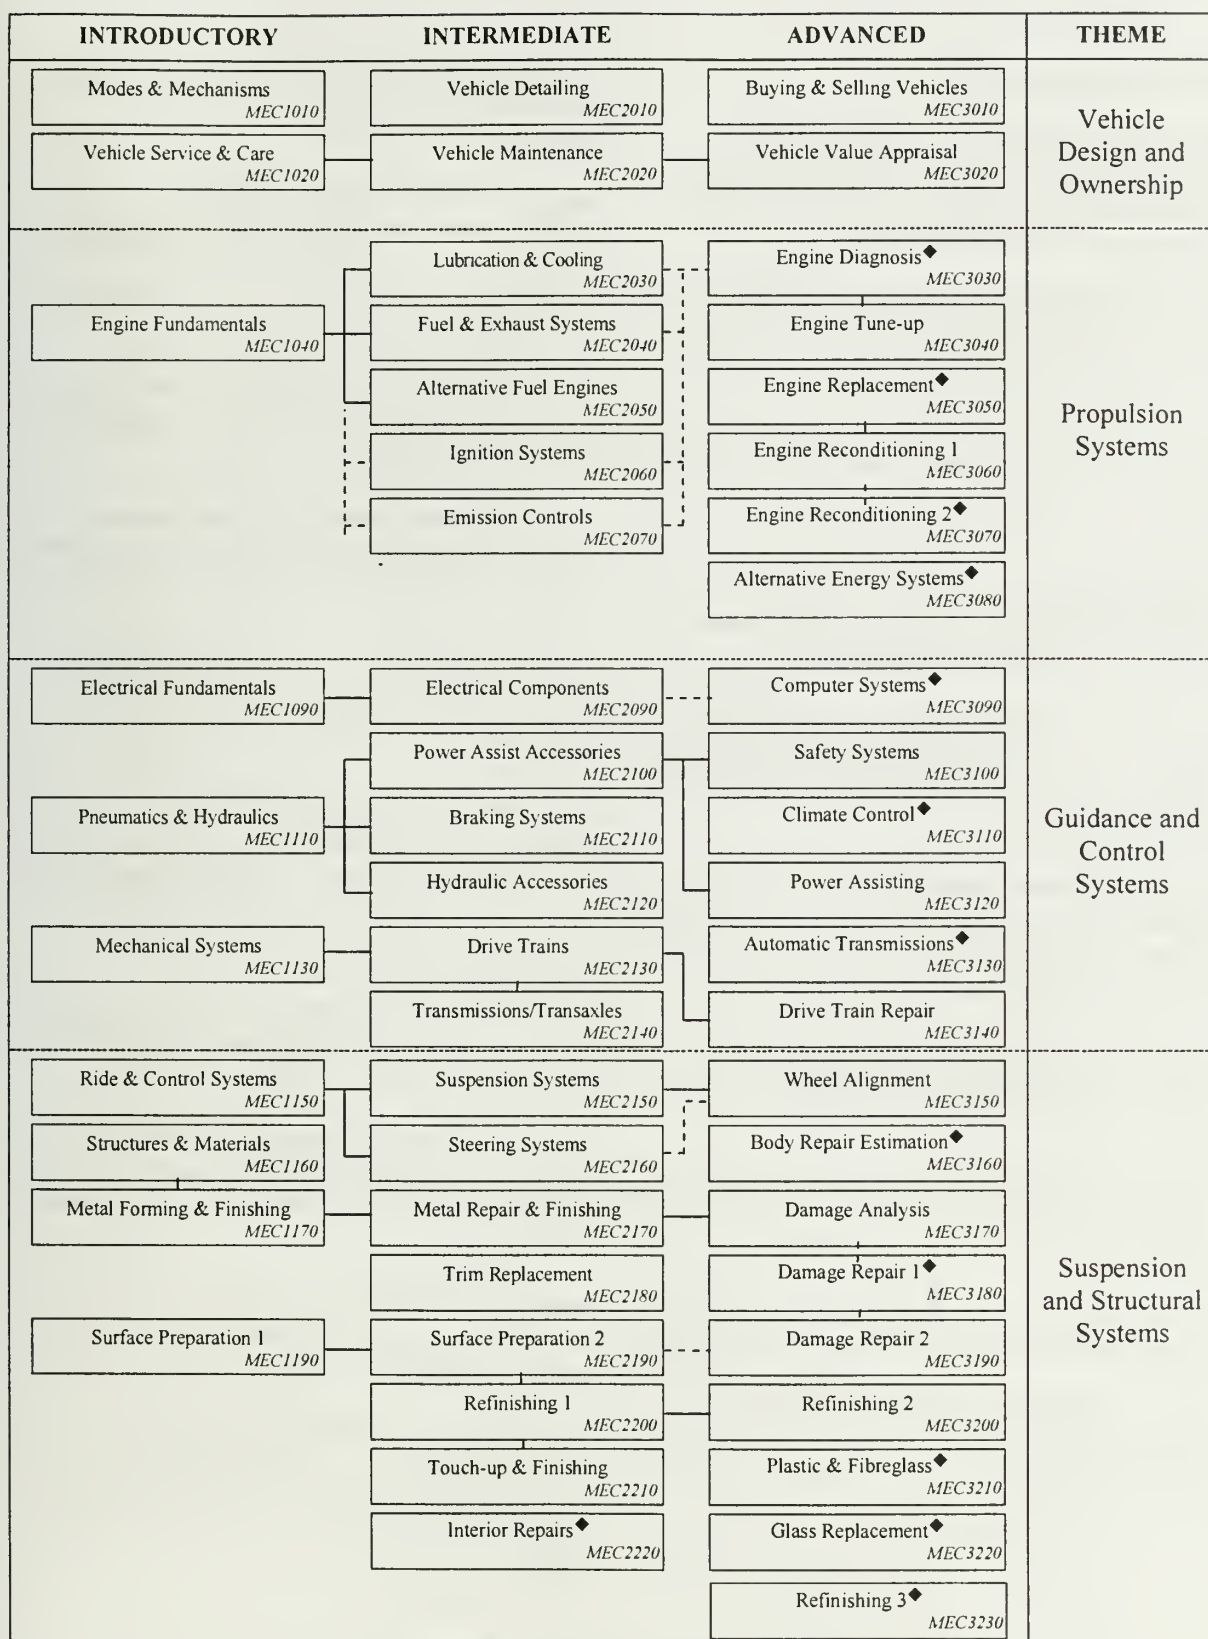 INTRODUCTORY INTERMEDIATE ADVANCED THEME
Modes & Mechanisms
MEC1010
Vehicle Detailing
MEC2010
Buying & Selling Vehicles
MEC3010
Vehicle Service & Care
MEC1020
Vehicle Maintenance
MEC2020
Vehicle Value Appraisal
MEC3020
Vehicle
Design and
Ownership
Lubrication & Cooling
MEC2030
Engine Diagnosis◆
MEC3030
Engine Fundamentals
MEC1040
Fuel & Exhaust Systems
MEC2040
Engine Tune-up
MEC3040
Alternative Fuel Engines
MEC2050
Engine Replacement◆
MEC3050
Ignition Systems
MEC2060
Engine Reconditioning 1
MEC3060
Emission Controls
MEC2070
Engine Reconditioning 2◆
MEC3070
Alternative Energy Systems◆
MEC3080
Propulsion
Systems
Electrical Fundamentals
MEC1090
Electrical Components
MEC2090
Computer Systems◆
MEC3090
Power Assist Accessories
MEC2100
Safety Systems
MEC3100
Pneumatics & Hydraulics
MEC1110
Braking Systems
MEC2110
Climate Control◆
MEC3110
Hydraulic Accessories
MEC2120
Power Assisting
MEC3120
Mechanical Systems
MEC1130
Drive Trains
MEC2130
Automatic Transmissions◆
MEC3130
Transmissions/Transaxles
MEC2140
Drive Train Repair
MEC3140
Guidance and
Control
Systems
Ride & Control Systems
MEC1150
Suspension Systems
MEC2150
Wheel Alignment
MEC3150
Structures & Materials
MEC1160
Steering Systems
MEC2160
Body Repair Estimation◆
MEC3160
Metal Forming & Finishing
MEC1170
Metal Repair & Finishing
MEC2170
Damage Analysis
MEC3170
Trim Replacement
MEC2180
Damage Repair 1◆
MEC3180
Surface Preparation 1
MEC1190
Surface Preparation 2
MEC2190
Damage Repair 2
MEC3190
Refinishing 1
MEC2200
Refinishing 2
MEC3200
Touch-up & Finishing
MEC2210
Plastic & Fibreglass◆
MEC3210
Interior Repairs◆
MEC2220
Glass Replacement◆
MEC3220
Refinishing 3◆
MEC3230
Suspension
and Structural
Systems